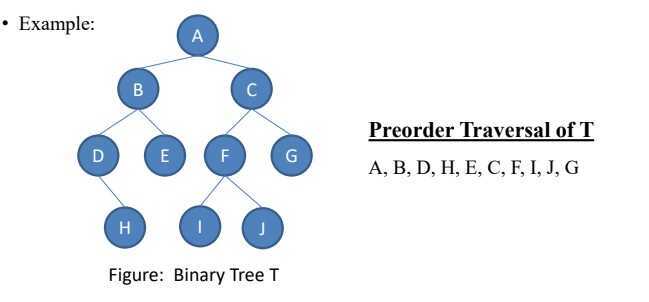 • Example:
A
B C
D E F G
H I J
Figure: Binary Tree T
Preorder Traversal of T
A, B, D, H, E, C, F, I, J, G